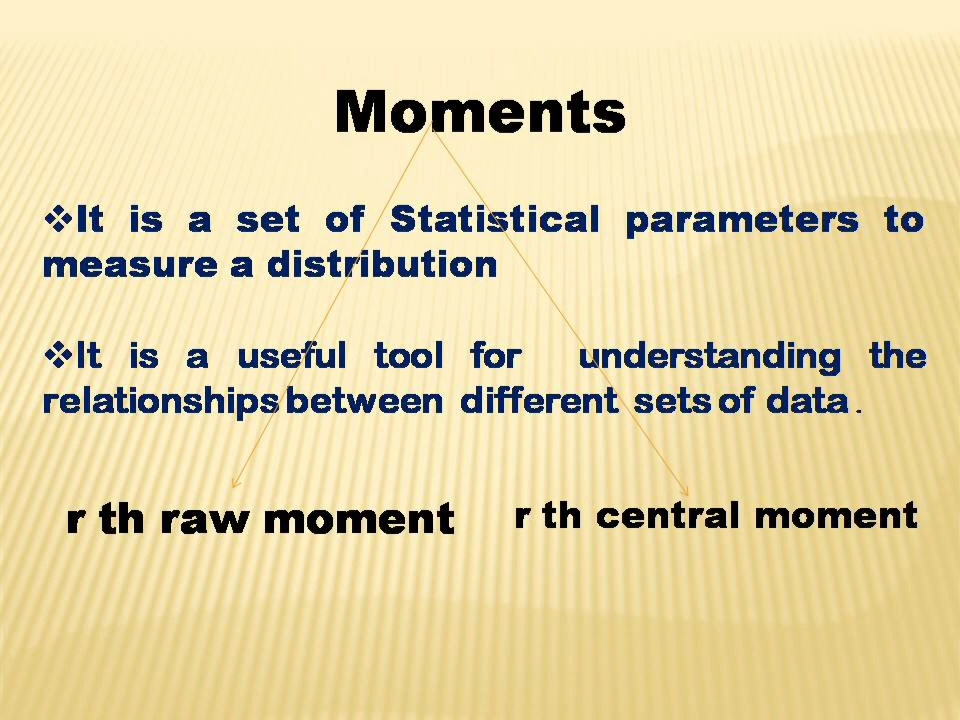 Moments
❖It is a set of Statistical parameters to
measure a distribution
❖It is a useful tool for understanding the
relationships between different sets of data .
r th raw moment
r th central moment